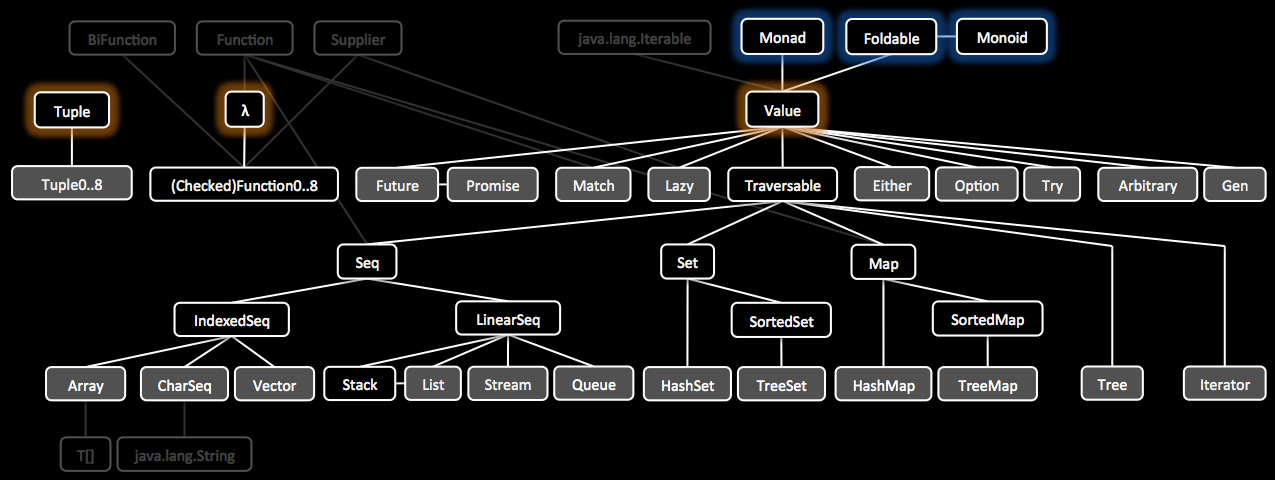 BiFunction
Function
Supplier
java.lang.Iterable
Monad
Foldable
Monoid
Tuple
λ
Value
Tuple0..8
(Checked)Function0..8
Future
Promise
Match
Lazy
Traversable
Either
Option
Try
Arbitrary
Gen
Seq
Set
Map
IndexedSeq
LinearSeq
SortedSet
SortedMap
Array
CharSeq
Vector
Stack
List
Stream
Queue
HashSet
TreeSet
HashMap
TreeMap
Tree
Iterator
T[]
java.lang.String